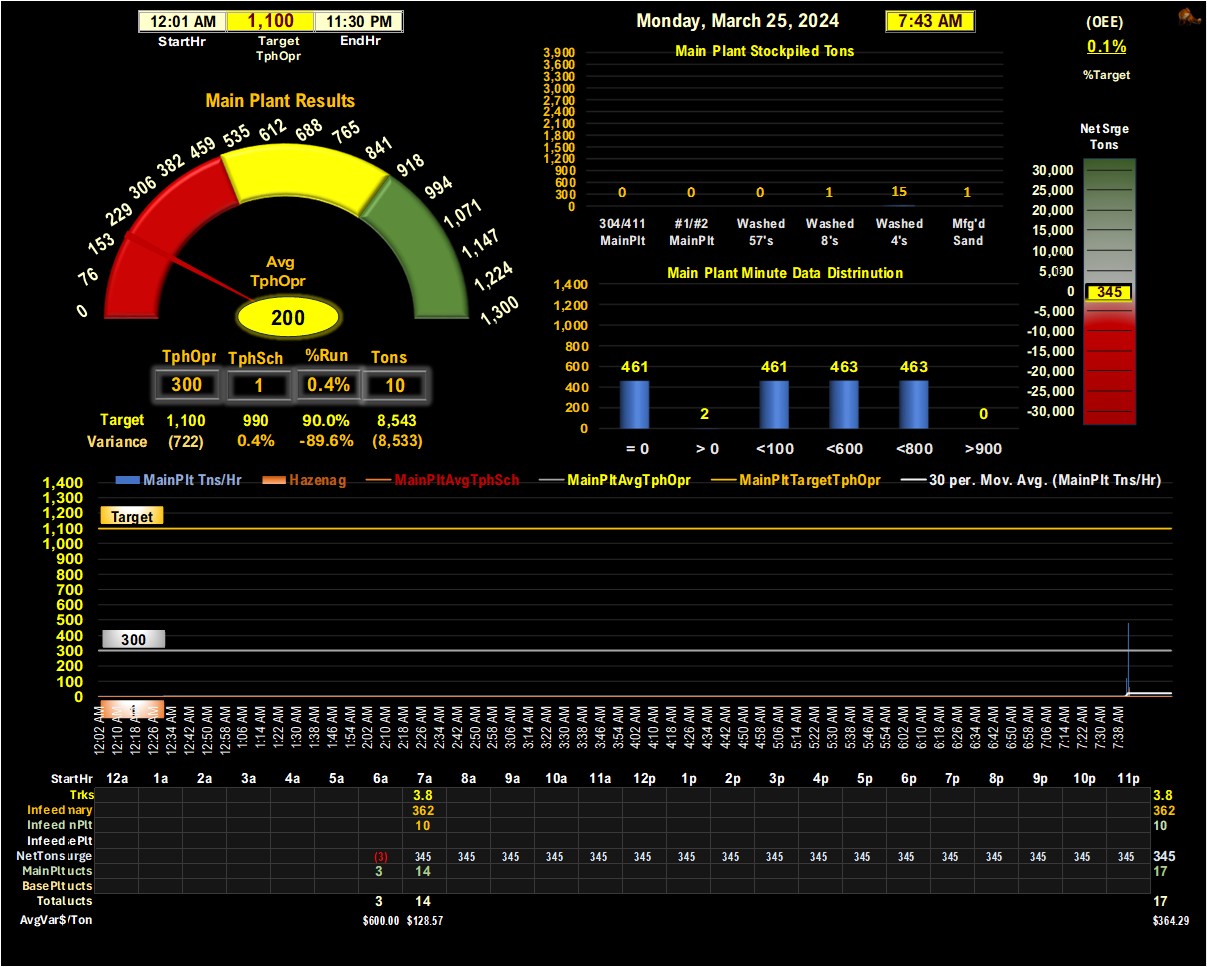 12:01 AM 1,100 11:30 PM
StartHr Target TphOpr EndHr
Monday, March 25, 2024 7:43 AM
(OEE)
0.1%
%Target
Main Plant Results
0 76 153 229 306 382 459 535 612 688 765 841 918 994 1,071 1,147 1,224 1,300
Avg
TphOpr
200
TphOpr TphSch %Run Tons
300 1 0.4% 10
Target 1,100 990 90.0% 8,543
Variance (722) 0.4% -89.6% (8,533)
Main Plant Stockpiled Tons
3,900
3,600
3,300
3,000
2,700
2,400
2,100
1,800
1,500
1,200
900
600
300
0
0 0 0 1 15 1
304/411 #1/#2 Washed Washed Washed Mfg'd
MainPlt MainPlt 57's 8's 4's Sand
Main Plant Minute Data Distrinution
1,400
1,200
1,000
800
600
400
200
0
461 2 461 463 463 0
= 0 > 0 <100 <600 <800 >900
Net Srge
Tons
30,000
25,000
20,000
15,000
10,000
5,000
0
-5,000
-10,000
-15,000
-20,000
-25,000
-30,000
345
MainPlt Tns/Hr Hazenag MainPltAvgTphSch MainPltAvgTphOpr MainPltTargetTphOpr 30 per. Mov. Avg. (MainPlt Tns/Hr)
1,400
1,300
1,200
1,100
1,000
900
800
700
600
500
400
300
200
100
0
Target
300
12:02 AM 12:10 AM 12:18 AM 12:26 AM 12:34 AM 12:42 AM 12:50 AM 12:58 AM 1:06 AM 1:14 AM 1:22 AM 1:30 AM 1:38 AM 1:46 AM 1:54 AM 2:02 AM 2:10 AM 2:18 AM 2:26 AM 2:34 AM 2:42 AM 2:50 AM 2:58 AM 3:06 AM 3:14 AM 3:22 AM 3:30 AM 3:38 AM 3:46 AM 3:54 AM 4:02 AM 4:10 AM 4:18 AM 4:26 AM 4:34 AM 4:42 AM 4:50 AM 4:58 AM 5:06 AM 5:14 AM 5:22 AM 5:30 AM 5:38 AM 5:46 AM 5:54 AM 6:02 AM 6:10 AM 6:18 AM 6:26 AM 6:34 AM 6:42 AM 6:50 AM 6:58 AM 7:06 AM 7:14 AM 7:22 AM 7:30 AM 7:38 AM
StartHr 12a 1a 2a 3a 4a 5a 6a 7a 8a 9a 10a 11a 12p 1p 2p 3p 4p 5p 6p 7p 8p 9p 10p 11p
Trks 3.8 3.8
Infeed nary 362 362
Infeed nPlt 10 10
Infeed ePlt
NetTons urge (3) 345 345 345 345 345 345 345 345 345 345 345 345 345 345 345 345 345 345
MainPlt ucts 3 14 17
BasePlt ucts
Total ucts 3 14 17
AvgVar$/Ton $600.00 $128.57 $364.29